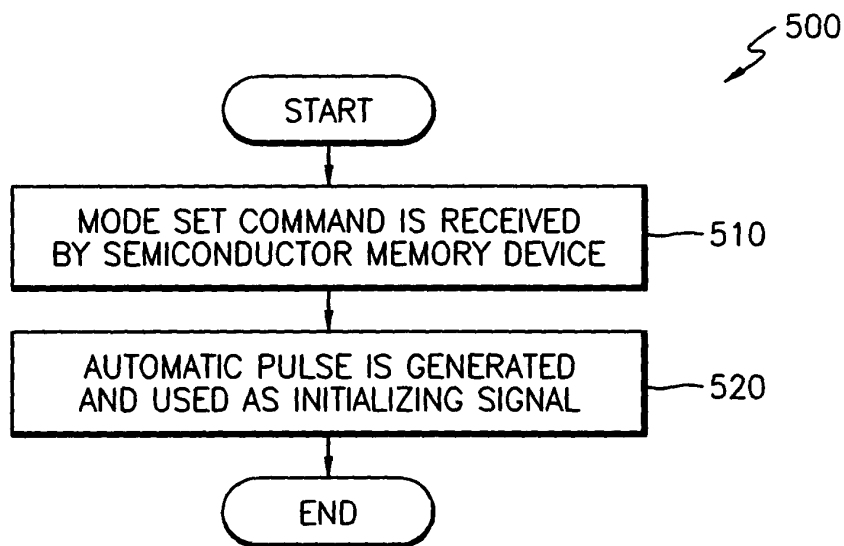 500
START
MODE SET COMMAND IS RECEIVED
BY SEMICONDUCTOR MEMORY DEVICE
510
AUTOMATIC PULSE IS GENERATED
AND USED AS INITIALIZING SIGNAL
520
END